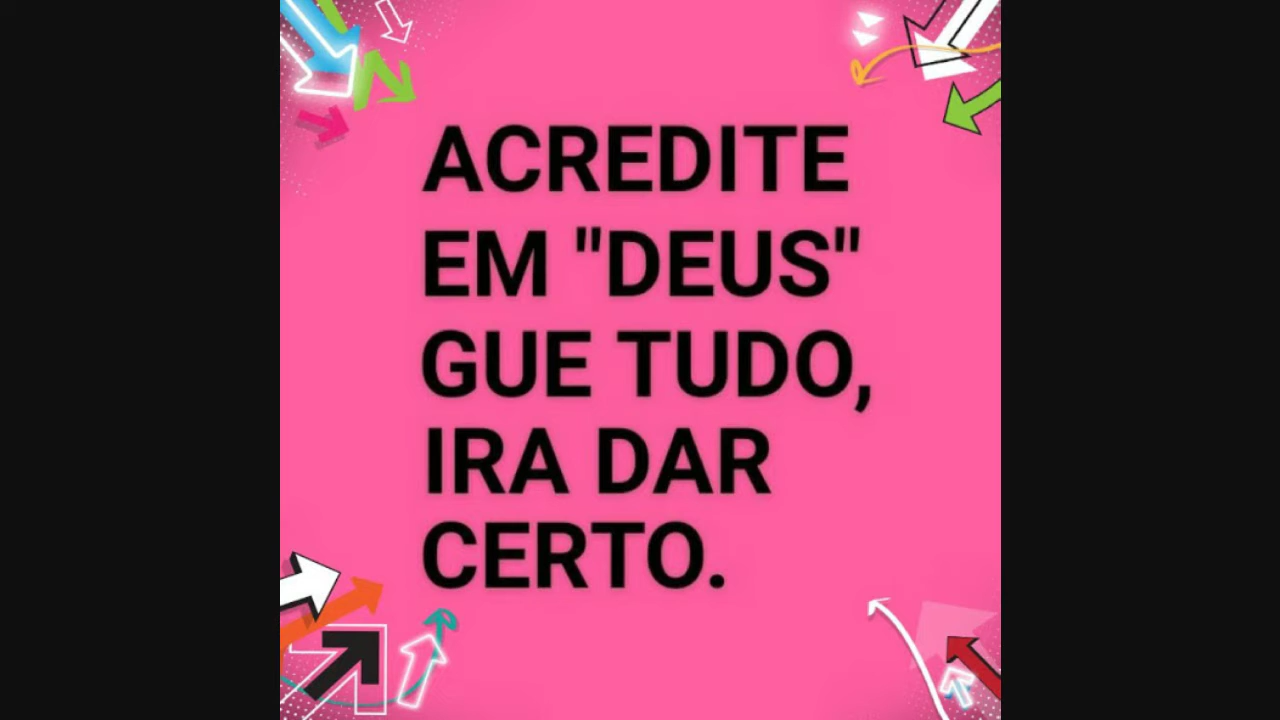 ACREDITE
EM "DEUS"
GUE TUDO,
IRA DAR
CERTO.